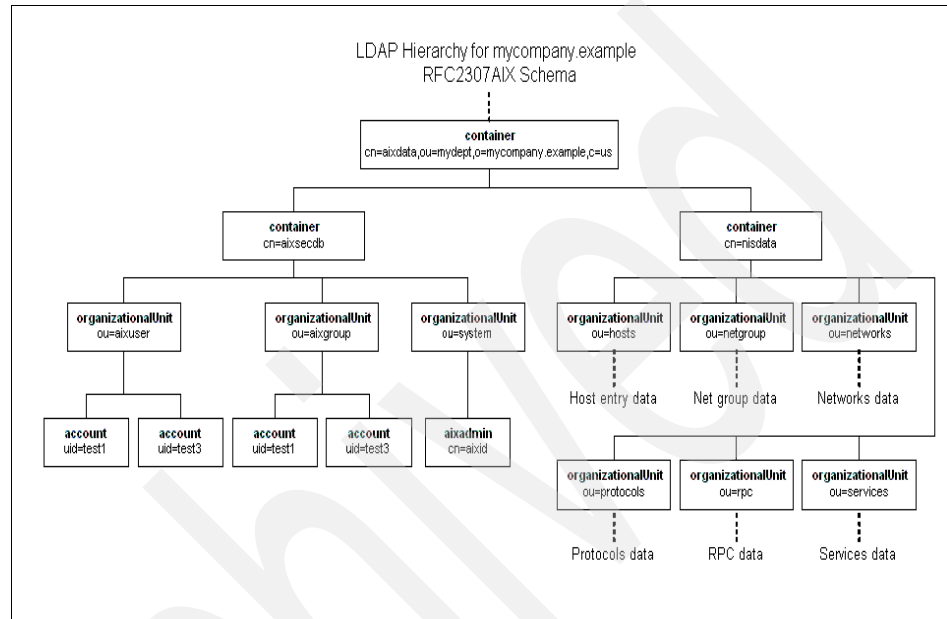 LDAP Hierarchy for mycompany.example
RFC2307AIX Schema
container
cn=aixdata,ou=mydept,o=mycompany.example,c=us
container
cn=aixsecdb
container
cn=nisdata
organizationalUnit
ou=aixuser
organizationalUnit
ou=aixgroup
organizationalUnit
ou=system
organizationalUnit
ou=hosts
organizationalUnit
ou=netgroup
organizationalUnit
ou=networks
Host entry data
Net group data
Networks data
account
uid=test1
account
uid=test3
account
uid=test1
account
uid=test3
aixadmin
cn=aixid
organizationalUnit
ou=protocols
organizationalUnit
ou=rpc
organizationalUnit
ou=services
Protocols data
RPC data
Services data